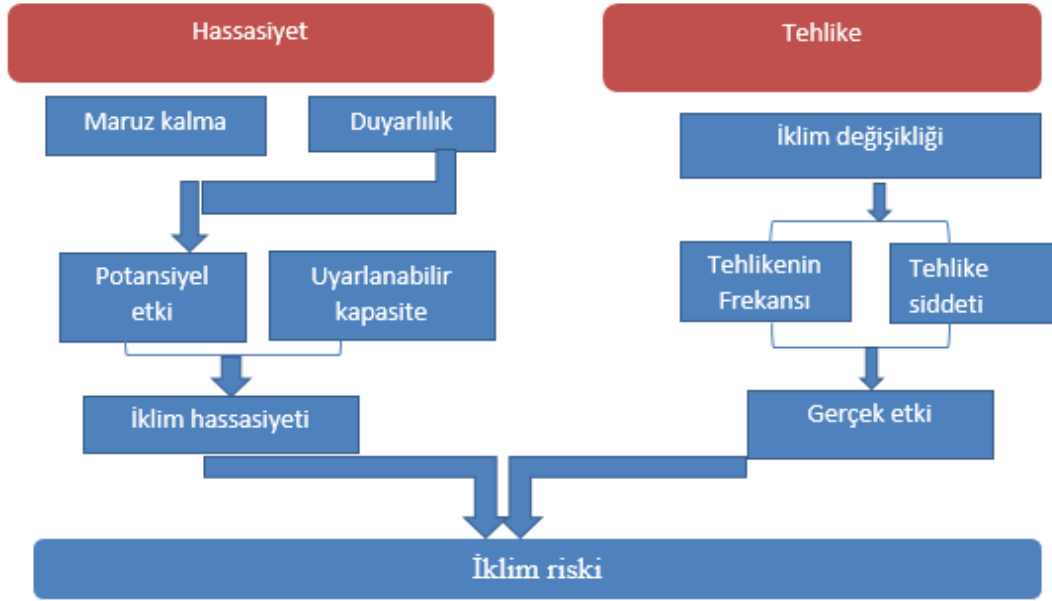 Hassasiyet
Tehlike
Maruz kalma
Duyarlılık
İklim değişikliği
Potansiyel
etki
Uyarlanabilir
kapasite
Tehlikenin
Frekansı
Tehlike
siddeti
İklim hassasiyeti
Gerçek etki
İklim riski